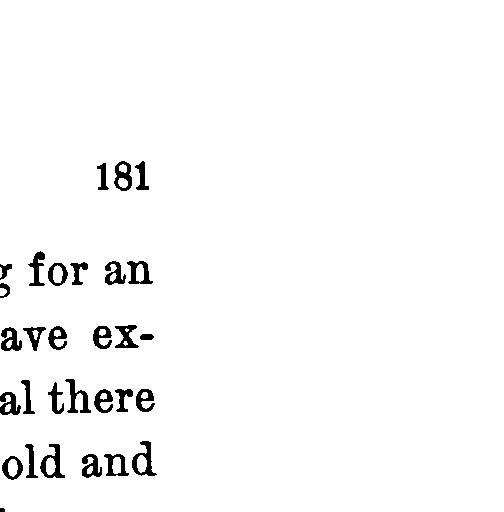 181
for an
ave ex-
al there
old and